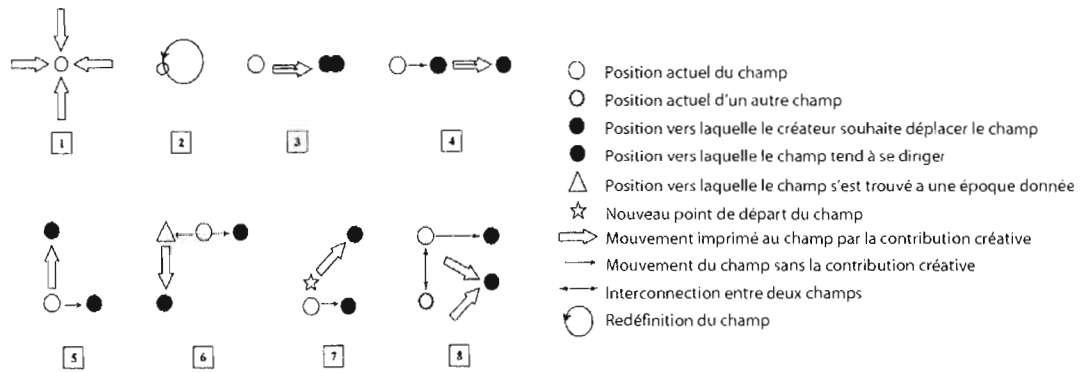 1
2
3
4
5
6
7
8
Position actuel du champ
Position actuel d'un autre champ
Position vers laquelle le créateur souhaite déplacer le champ
Position vers laquelle le champ tend à se diriger
Position vers laquelle le champ s'est trouvé a une époque donnée
Nouveau point de départ du champ
Mouvement imprimé au champ par la contribution créative
Mouvement du champ sans la contribution créative
Interconnection entre deux champs
Redéfinition du champ